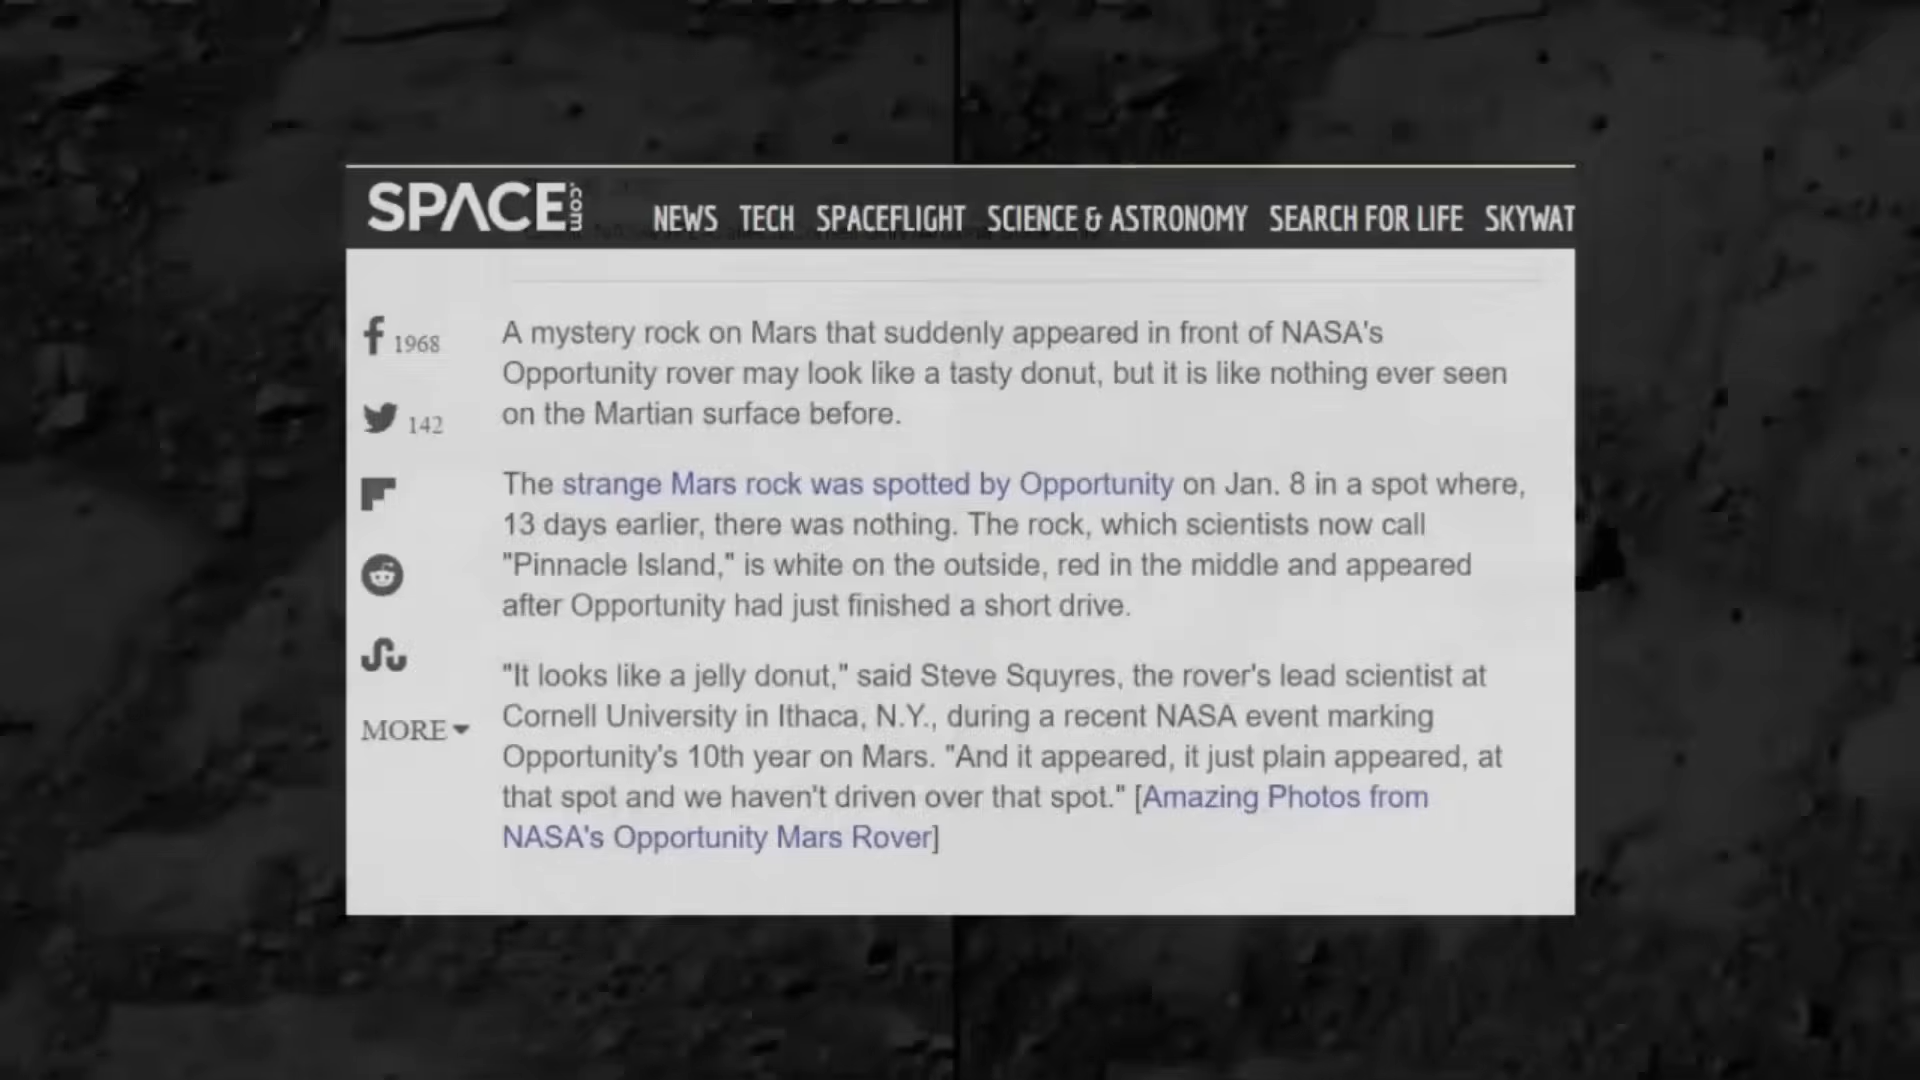 SPACE.com
NEWS TECH SPACEFLIGHT SCIENCE & ASTRONOMY SEARCH FOR LIFE SKYWAT
1968
142
MORE
A mystery rock on Mars that suddenly appeared in front of NASA's
Opportunity rover may look like a tasty donut, but it is like nothing ever seen
on the Martian surface before.
The strange Mars rock was spotted by Opportunity on Jan. 8 in a spot where,
13 days earlier, there was nothing. The rock, which scientists now call
"Pinnacle Island," is white on the outside, red in the middle and appeared
after Opportunity had just finished a short drive.
"It looks like a jelly donut," said Steve Squyres, the rover's lead scientist at
Cornell University in Ithaca, N.Y., during a recent NASA event marking
Opportunity's 10th year on Mars. "And it appeared, it just plain appeared, at
that spot and we haven't driven over that spot." [Amazing Photos from
NASA's Opportunity Mars Rover]